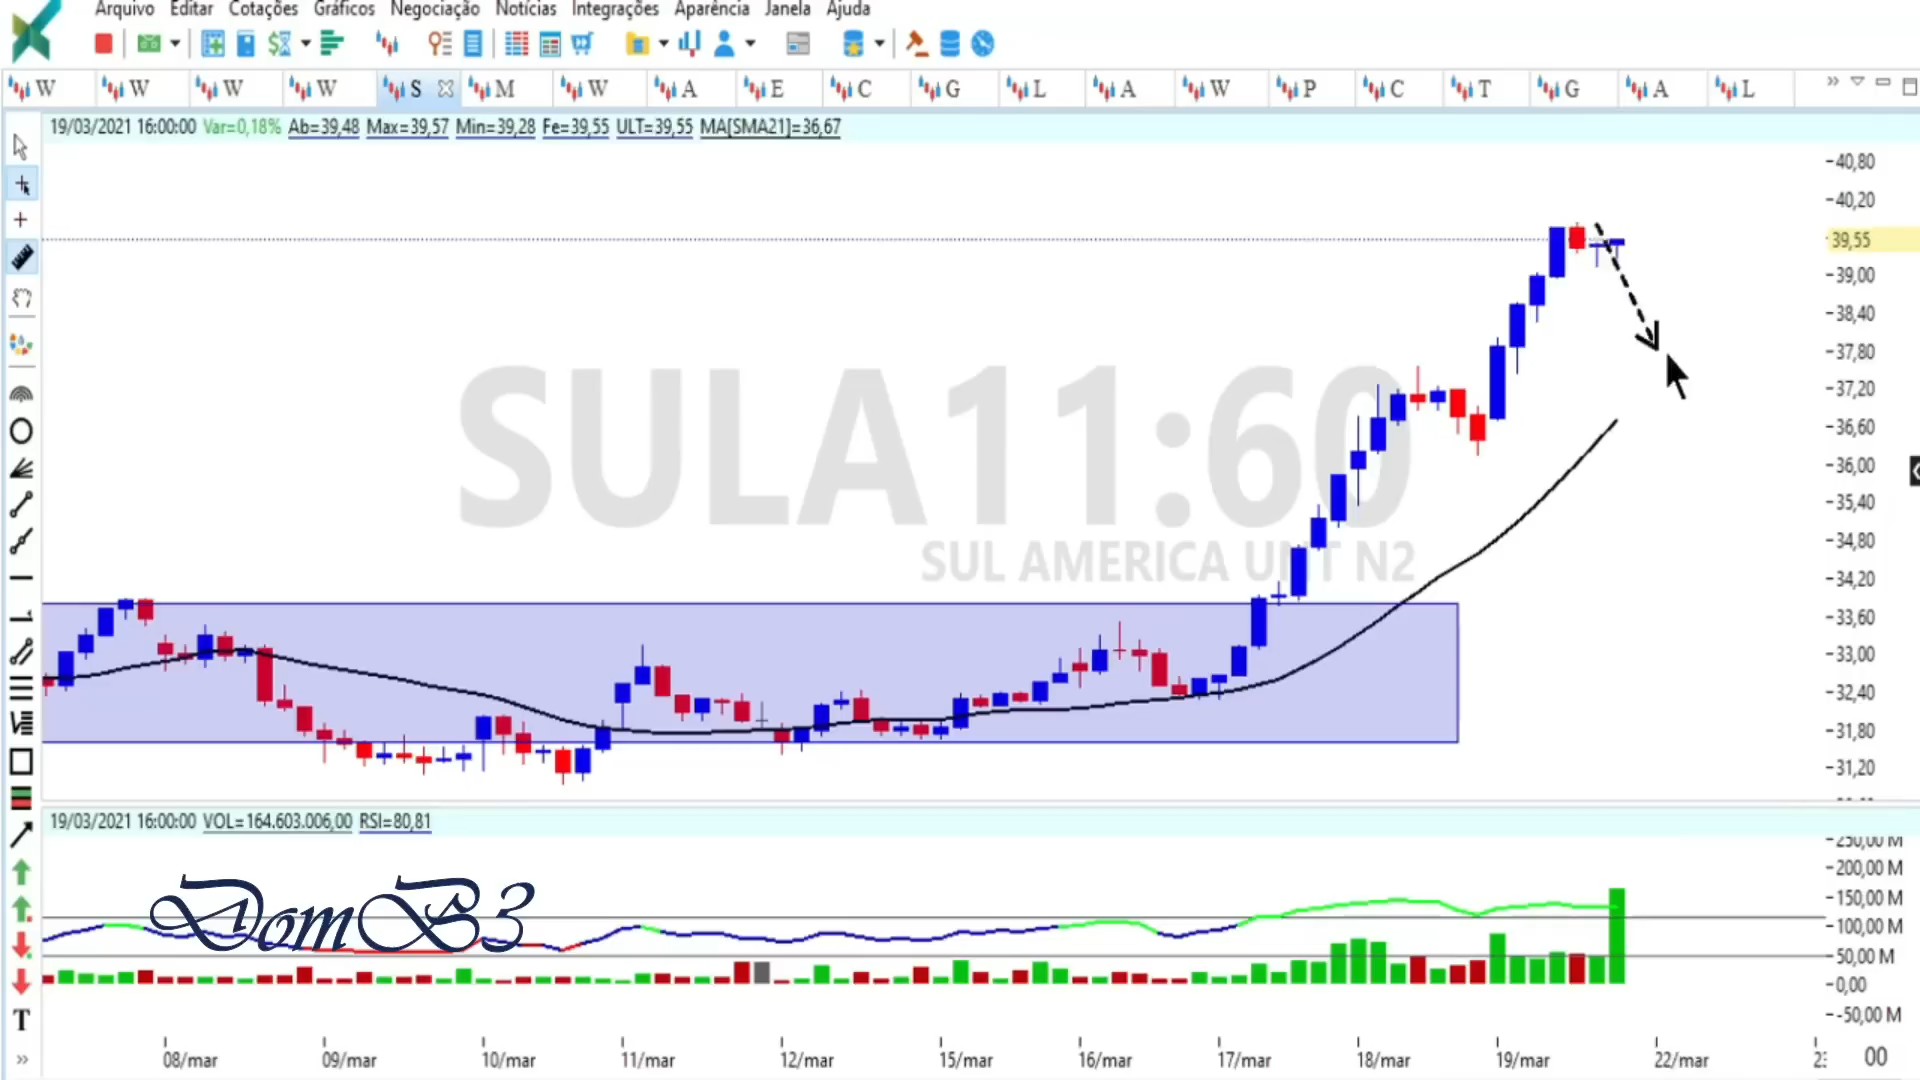 Arquivo Editar Cotações Gráficos Negociação Notícias Integrações Aparência Janela Ajuda
W W W W S M W A E C G L A W P C T G A L
19/03/2021 16:00:00 Var=0,18% Ab=39,48 Max=39,57 Min=39,28 Fe=39,55 ULT=39,55 MA[SMA21]=36,67
40,80
40,20
39,55
39,00
38,40
37,80
37,20
36,60
36,00
35,40
34,80
34,20
33,60
33,00
32,40
31,80
31,20
SULA11:60
SUL AMERICA UNT N2
19/03/2021 16:00:00 VOL=164.603.006,00 RSI=80,81
250,00 M
200,00 M
150,00 M
100,00 M
50,00 M
0,00
-50,00 M
DomB3
T
08/mar 09/mar 10/mar 11/mar 12/mar 15/mar 16/mar 17/mar 18/mar 19/mar 22/mar
00